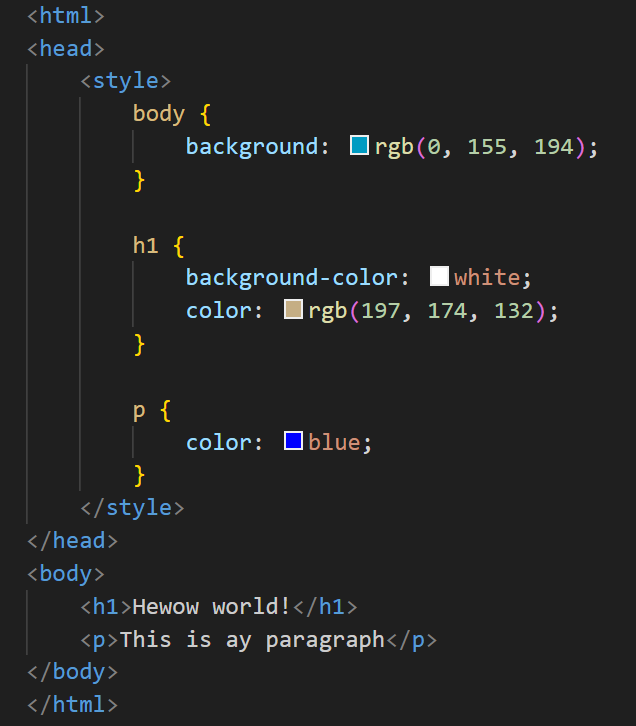 <html>
<head>
<style>
body {
background: rgb(0, 155, 194);
}
h1 {
background-color: white;
color: rgb(197, 174, 132);
}
p {
color: blue;
}
</style>
</head>
<body>
<h1>Hewow world!</h1>
<p>This is ay paragraph</p>
</body>
</html>